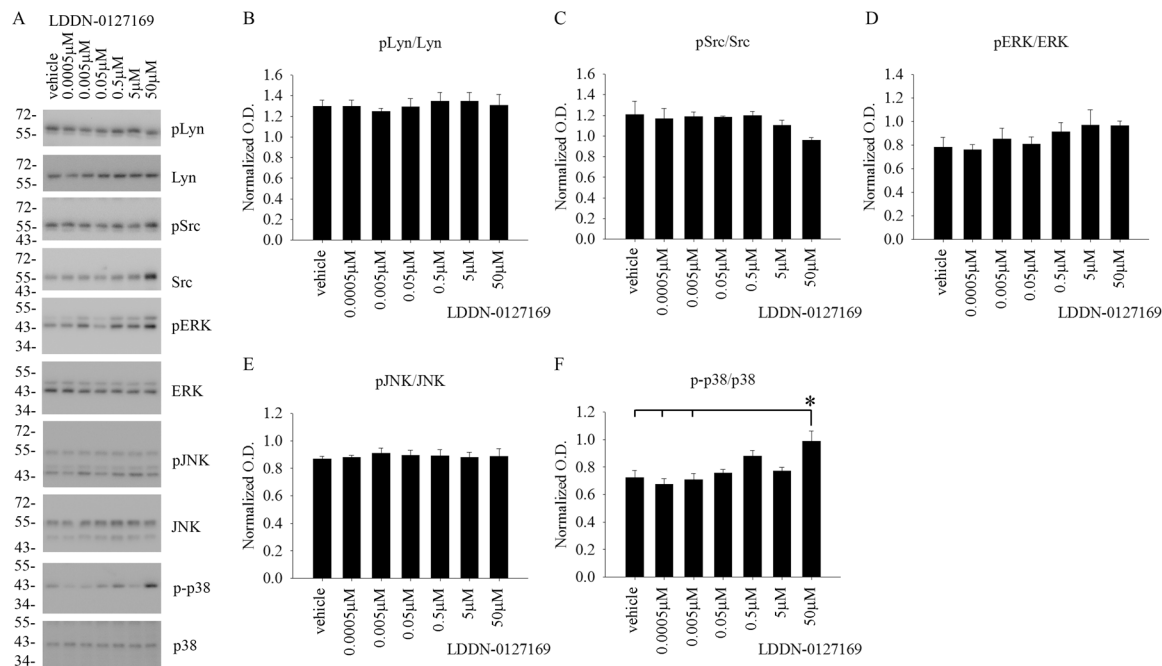 A
LDDN-0127169
vehicle
0.0005µM
0.005µM
0.05µM
0.5µM
5µM
50µM
72-
55-
pLyn
72-
55-
Lyn
72-
55-
43-
pSrc
72-
55-
43-
Src
55-
43-
34-
pERK
55-
43-
34-
ERK
72-
55-
43-
pJNK
72-
55-
43-
JNK
55-
43-
34-
p-p38
55-
43-
34-
p38
B
pLyn/Lyn
Normalized O.D.
1.6
1.4
1.2
1.0
0.8
0.6
0.4
0.2
0.0
vehicle
0.0005µM
0.005µM
0.05µM
0.5µM
5µM
50µM
LDDN-0127169
C
pSrc/Src
Normalized O.D.
1.6
1.4
1.2
1.0
0.8
0.6
0.4
0.2
0.0
vehicle
0.0005µM
0.005µM
0.05µM
0.5µM
5µM
50µM
LDDN-0127169
D
pERK/ERK
Normalized O.D.
1.4
1.2
1.0
0.8
0.6
0.4
0.2
0.0
vehicle
0.0005µM
0.005µM
0.05µM
0.5µM
5µM
50µM
LDDN-0127169
E
pJNK/JNK
Normalized O.D.
1.2
1.0
0.8
0.6
0.4
0.2
0.0
vehicle
0.0005µM
0.005µM
0.05µM
0.5µM
5µM
50µM
LDDN-0127169
F
p-p38/p38
*
Normalized O.D.
1.2
1.0
0.8
0.6
0.4
0.2
0.0
vehicle
0.0005µM
0.005µM
0.05µM
0.5µM
5µM
50µM
LDDN-0127169